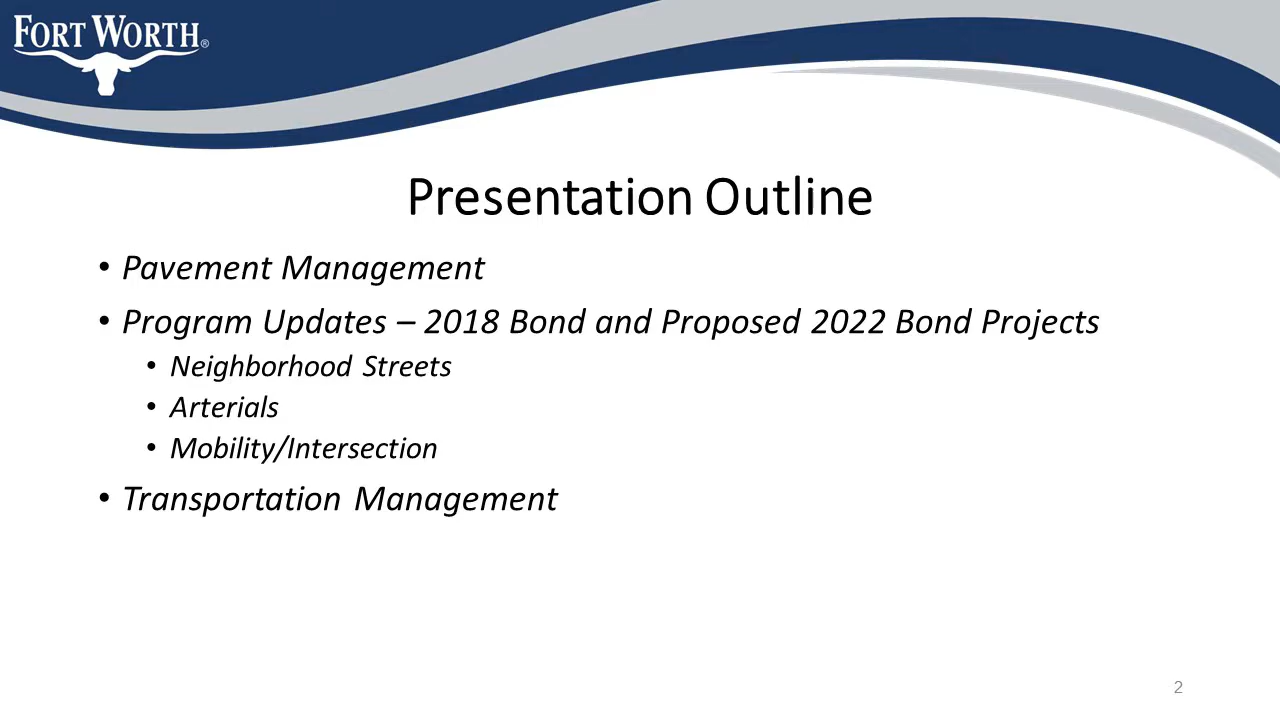 FORT WORTH®
Presentation Outline
• Pavement Management
• Program Updates – 2018 Bond and Proposed 2022 Bond Projects
• Neighborhood Streets
• Arterials
• Mobility/Intersection
• Transportation Management
2